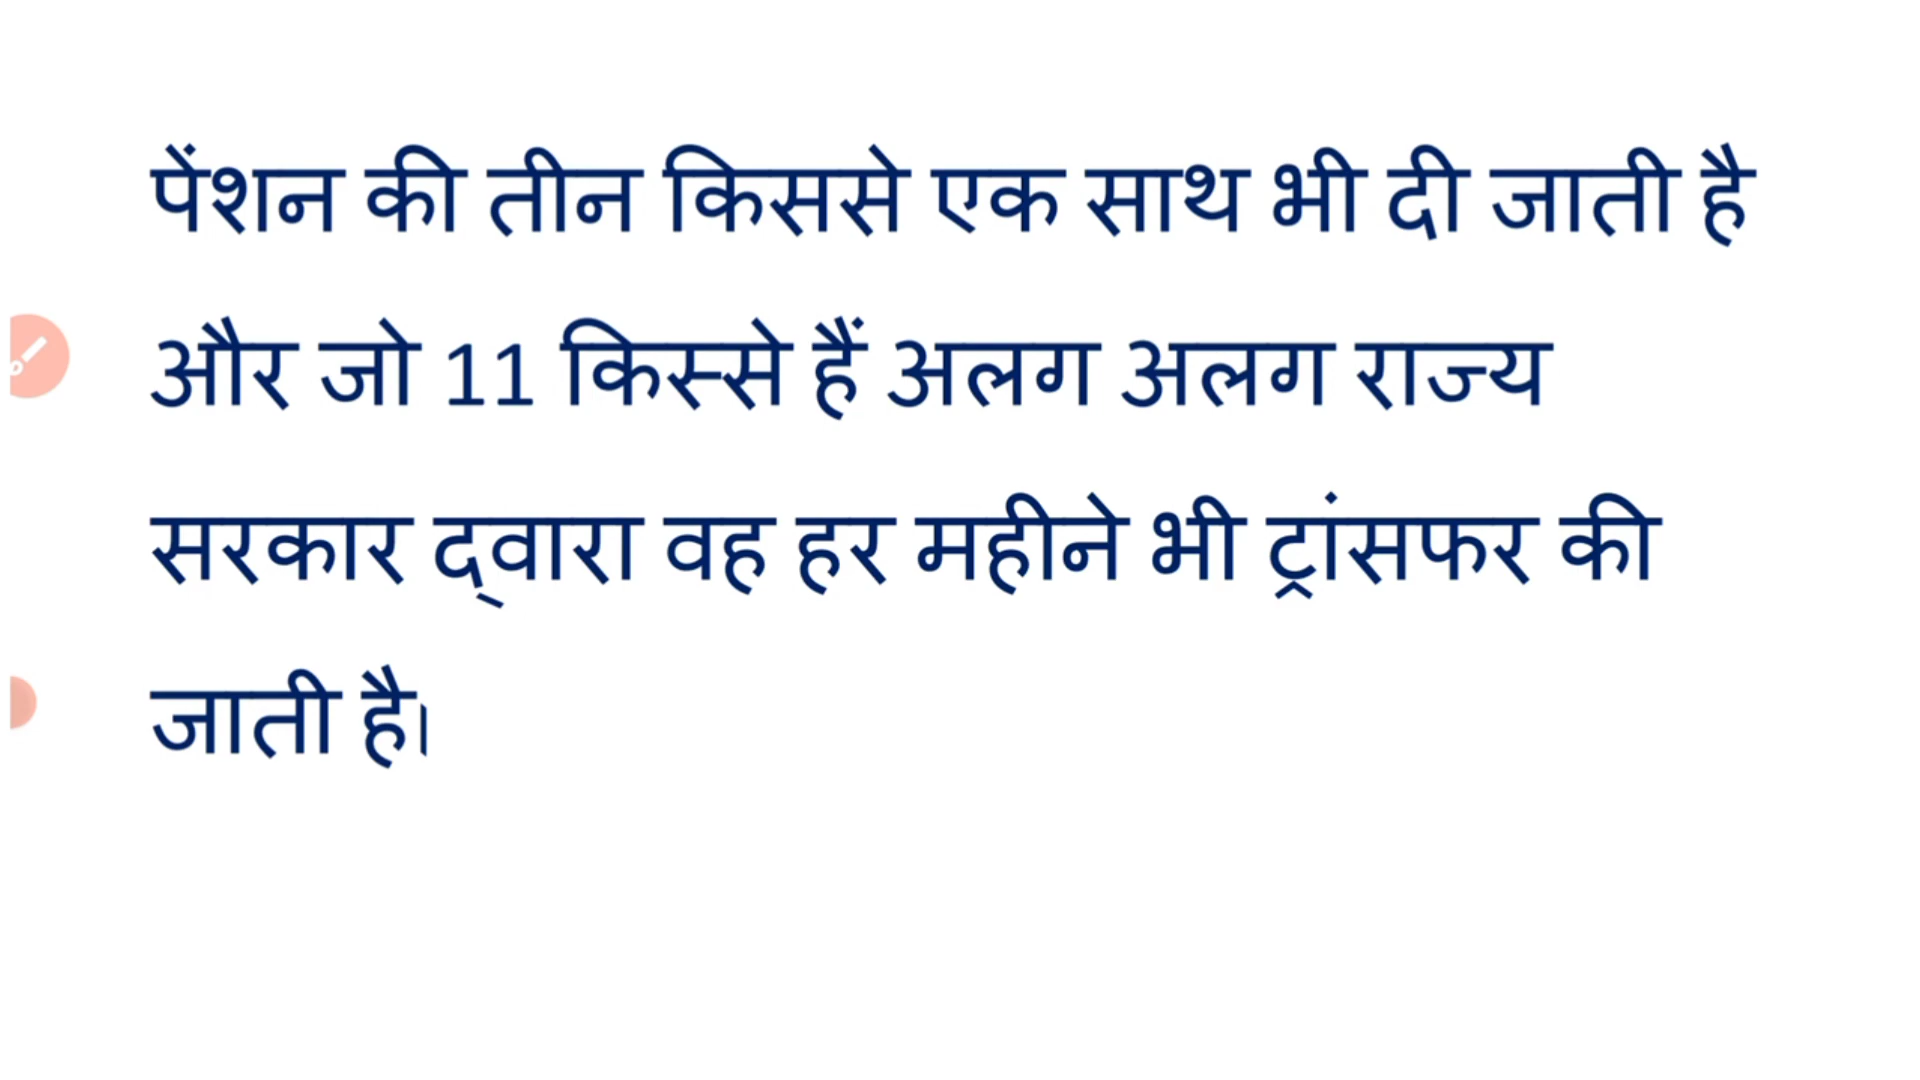 पेंशन की तीन किससे एक साथ भी दी जाती है
और जो 11 किस्से हैं अलग अलग राज्य
सरकार द्वारा वह हर महीने भी ट्रांसफर की
जाती है।